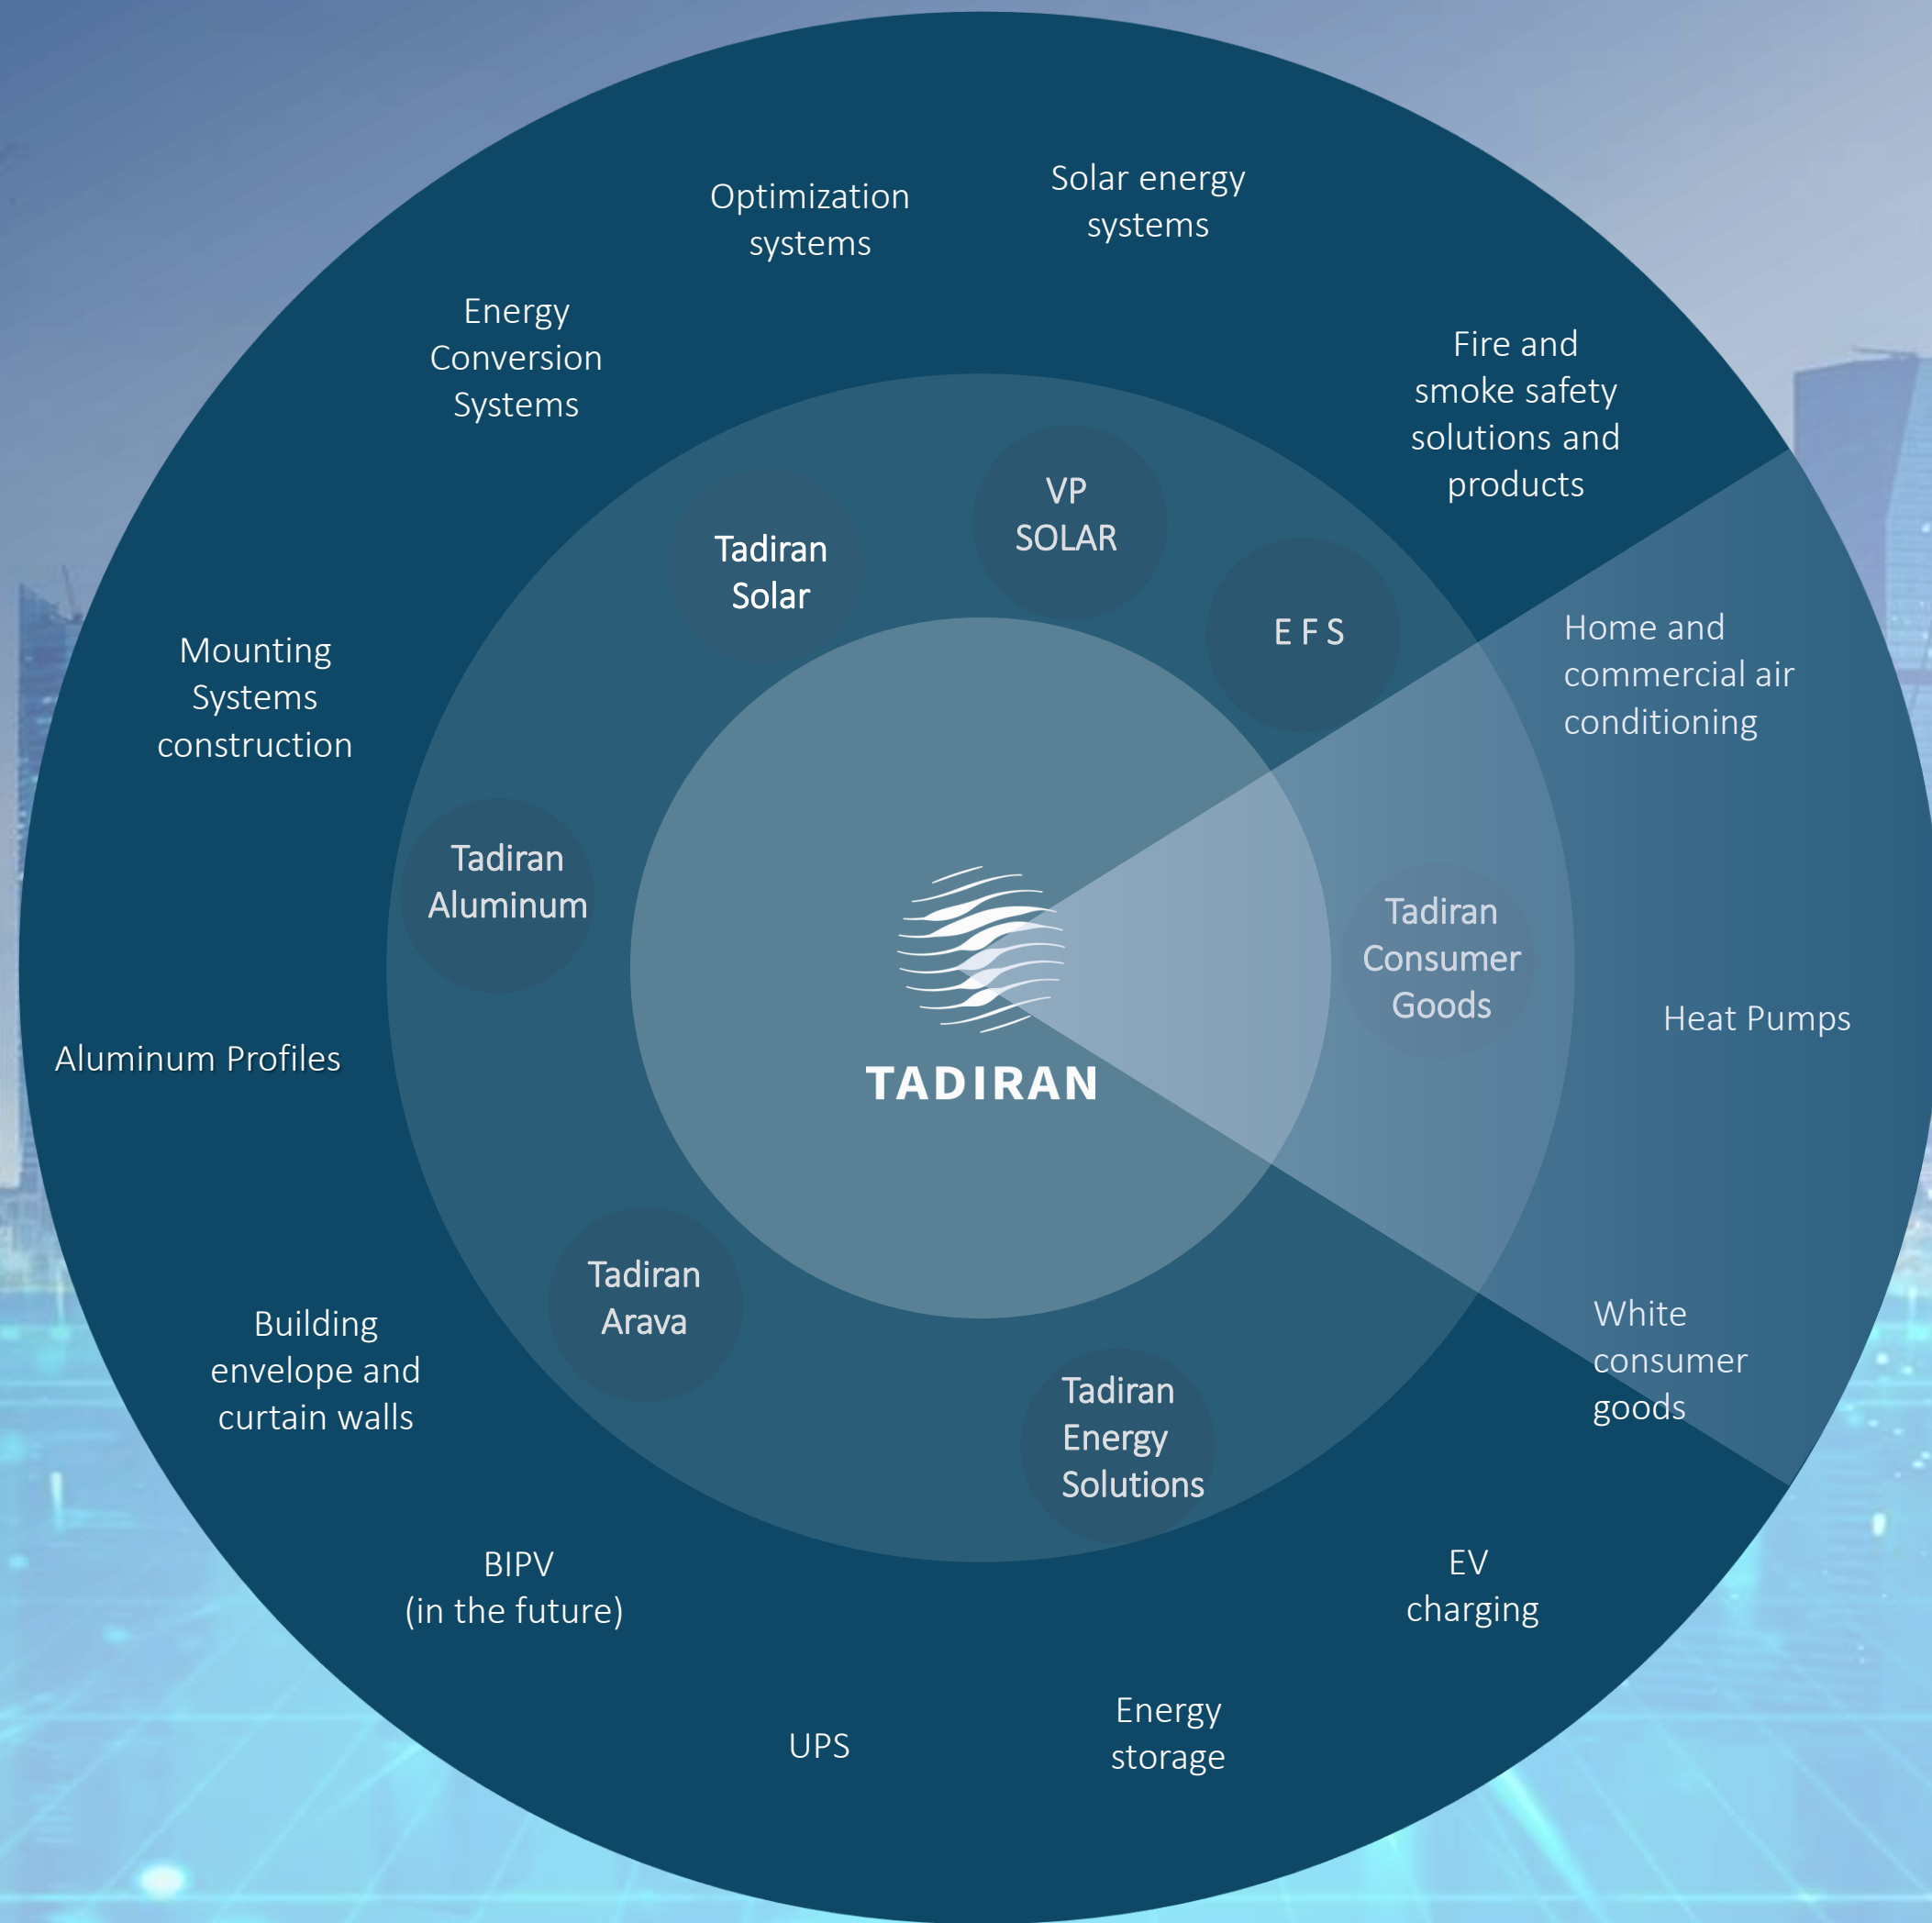 Optimization
systems
Solar energy
systems
Energy
Conversion
Systems
Fire and
smoke safety
solutions and
products
VP
SOLAR
Tadiran
Solar
E F S
Mounting
Systems
construction
Home and
commercial air
conditioning
Tadiran
Aluminum
Tadiran
Consumer
Goods
TADIRAN
Heat Pumps
Aluminum Profiles
Tadiran
Arava
Building
envelope and
curtain walls
White
consumer
goods
Tadiran
Energy
Solutions
BIPV
(in the future)
EV
charging
UPS
Energy
storage